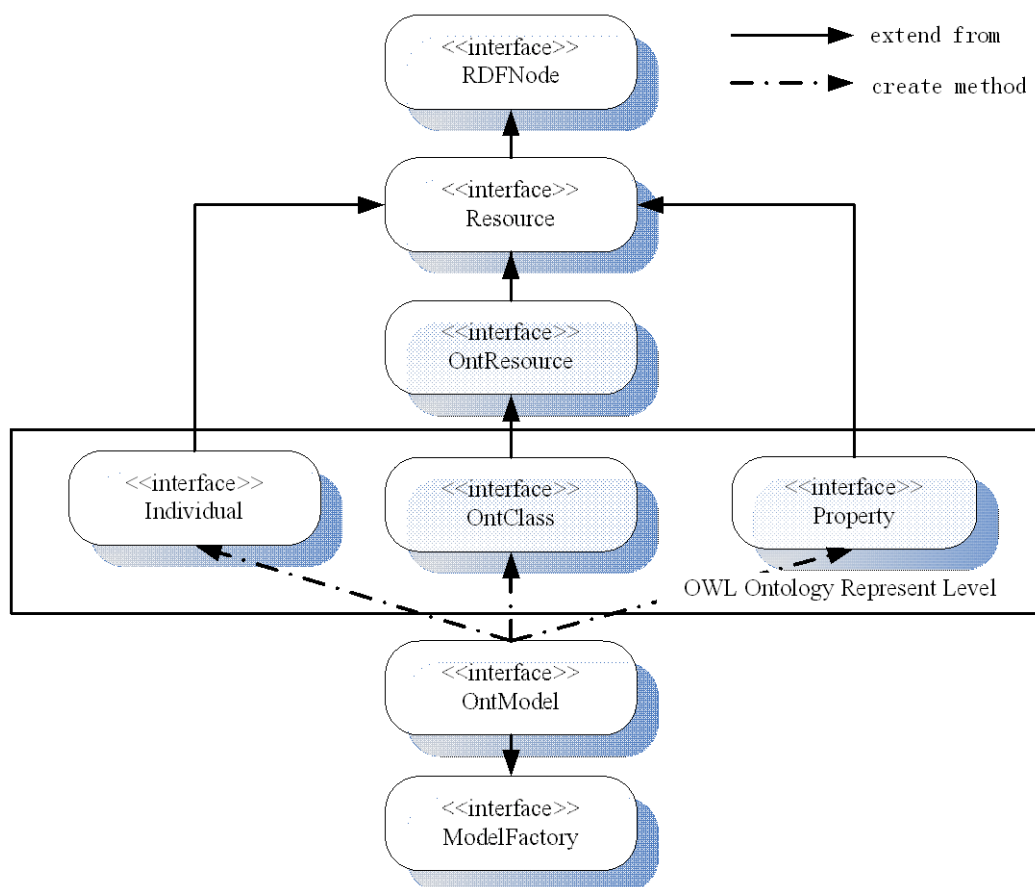 <<interface>>
RDFNode
extend from
create method
<<interface>>
Resource
<<interface>>
OntResource
<<interface>>
Individual
<<interface>>
OntClass
<<interface>>
Property
OWL Ontology Represent Level
<<interface>>
OntModel
<<interface>>
ModelFactory